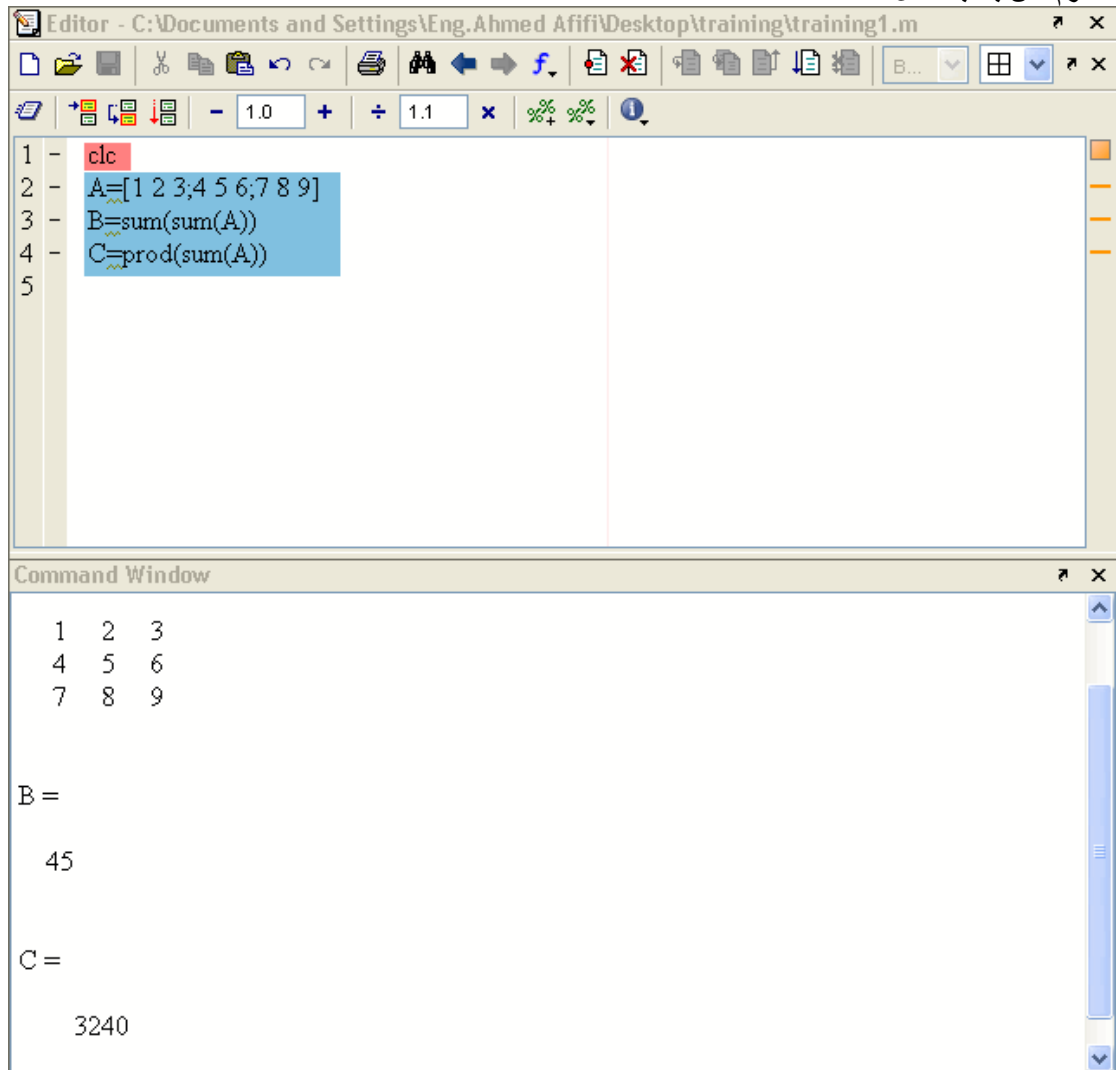 Editor - C:\Documents and Settings\Eng.Ahmed Afifi\Desktop\training\training1.m
B...
1.0
1.1
1 - clc
2 - A=[1 2 3;4 5 6;7 8 9]
3 - B=sum(sum(A))
4 - C=prod(sum(A))
5
Command Window
1 2 3
4 5 6
7 8 9
B =
45
C =
3240